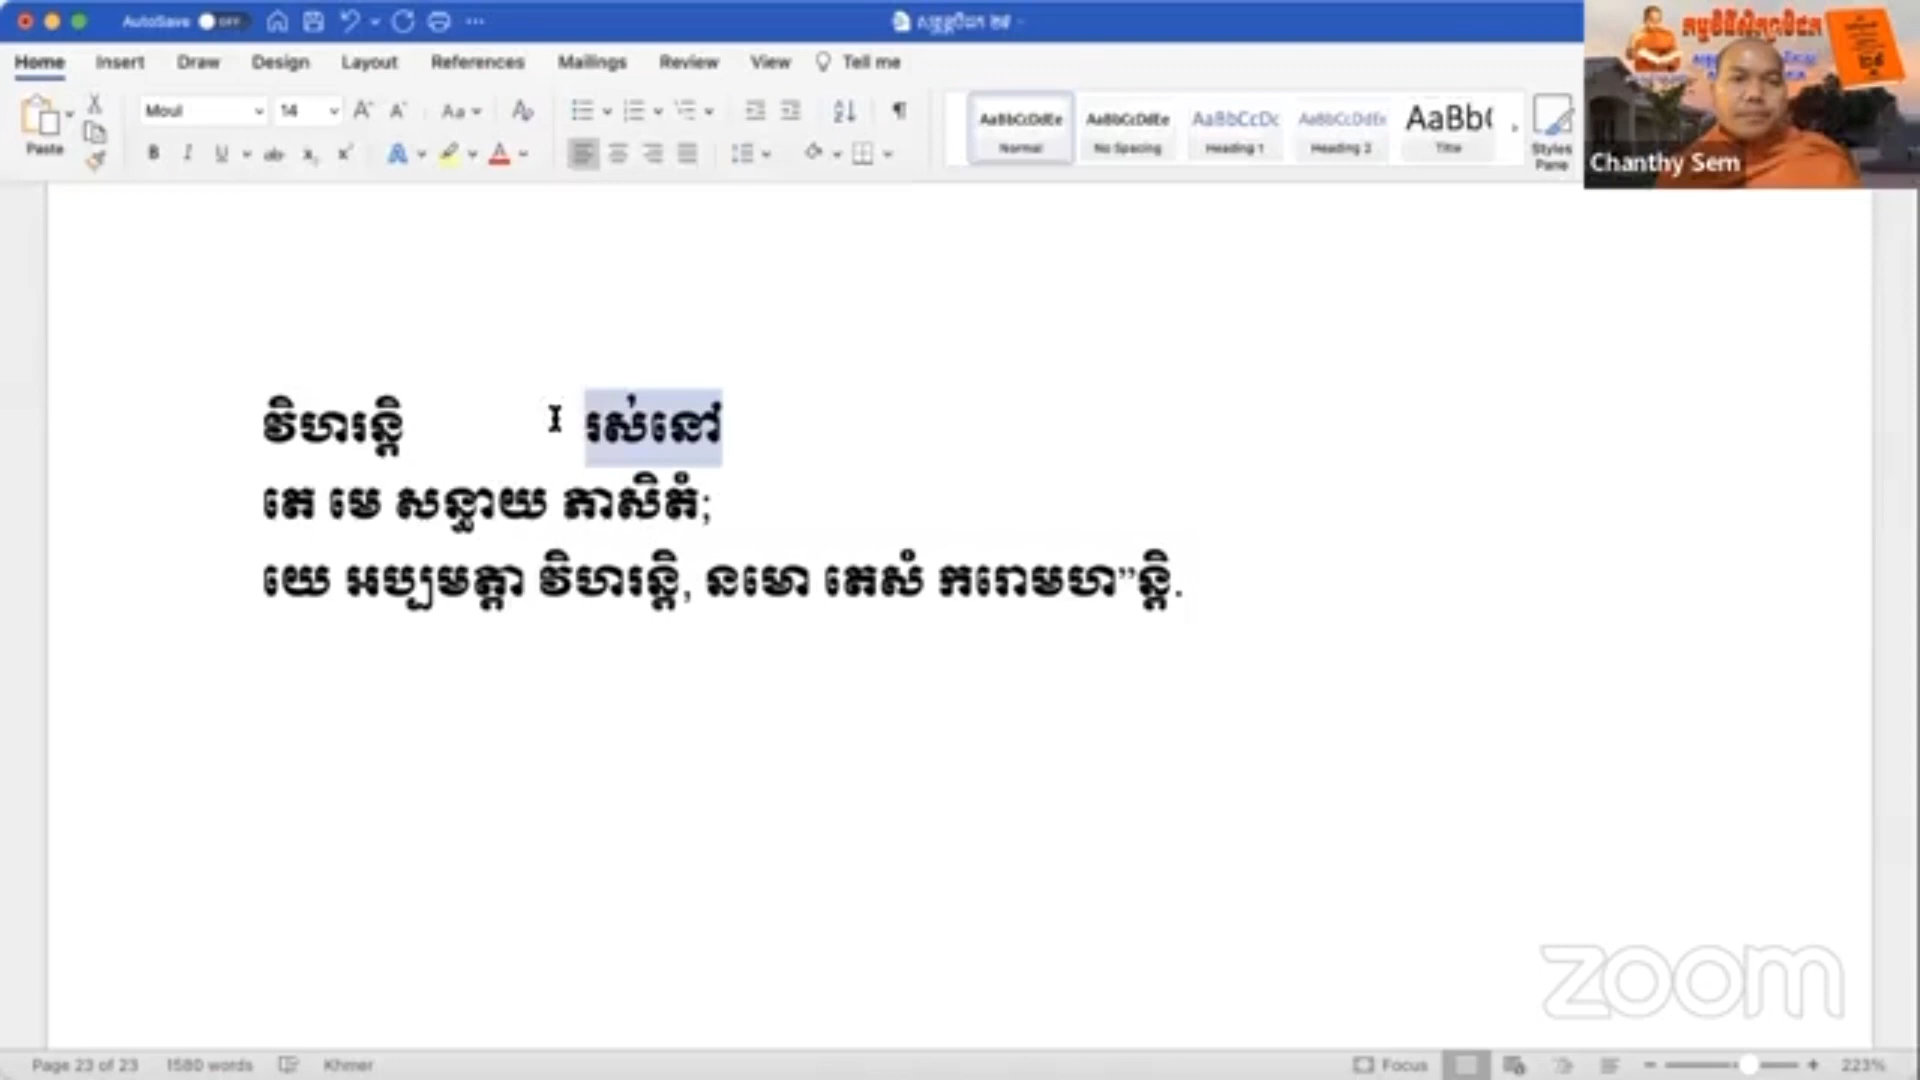 AutoSave OFF
Home Insert Draw Design Layout References Mailings Review View Tell me
Paste Moul 14
AaBbCcDdEe AaBbCcDdEe AaBbCcDc AaBbCcDdEe AaBb(
Normal No Spacing Heading 1 Heading 2 Title Styles Pane
Chanthy Sem
វិហរន្តិ រស់នៅ
តេ មេ សន្ធាយ ភាសិតំ;
យេ អប្បមត្តា វិហរន្តិ, នមោ តេសំ ករោមហ”ន្តិ.
zoom
Page 23 of 23 1580 words Khmer Focus 223%